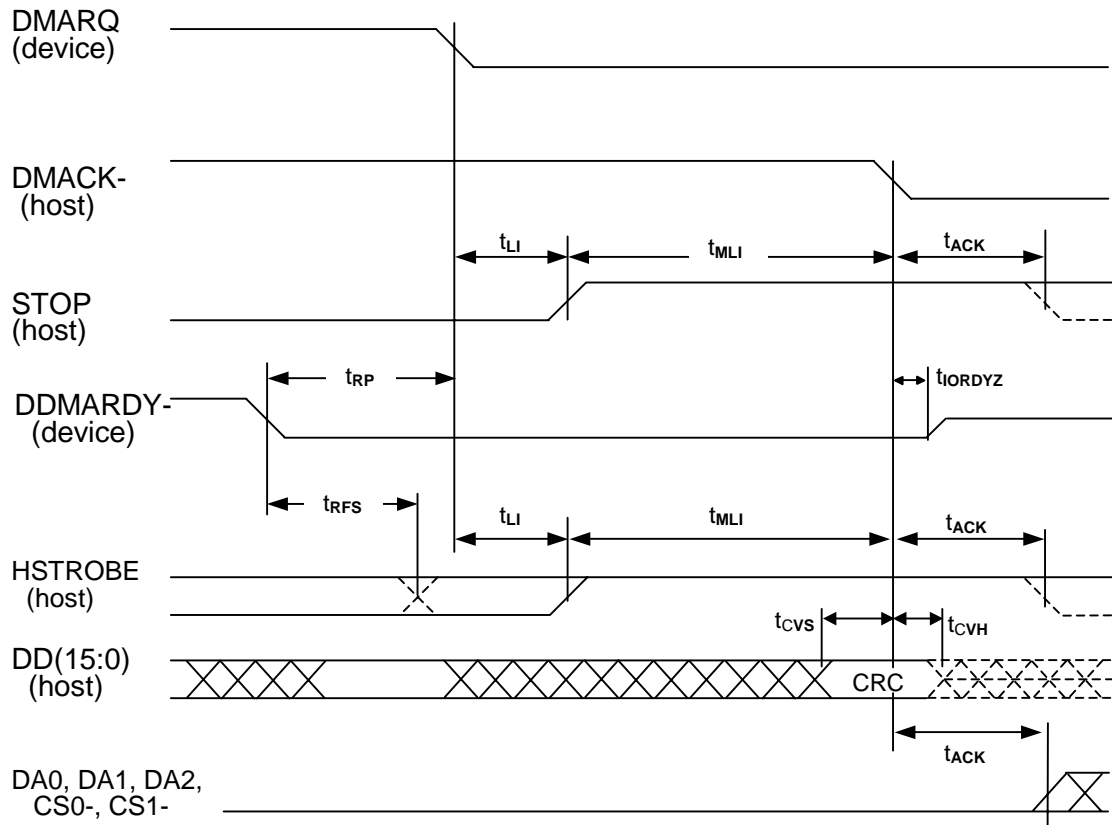 DMARQ
(device)
DMACK-
(host)
tLI
tMLI
tACK
STOP
(host)
tRP
tIORDYZ
DDMARDY-
(device)
tRFS
tLI
tMLI
tACK
HSTROBE
(host)
tCVS
tCVH
DD(15:0)
(host)
CRC
tACK
DA0, DA1, DA2,
CS0-, CS1-